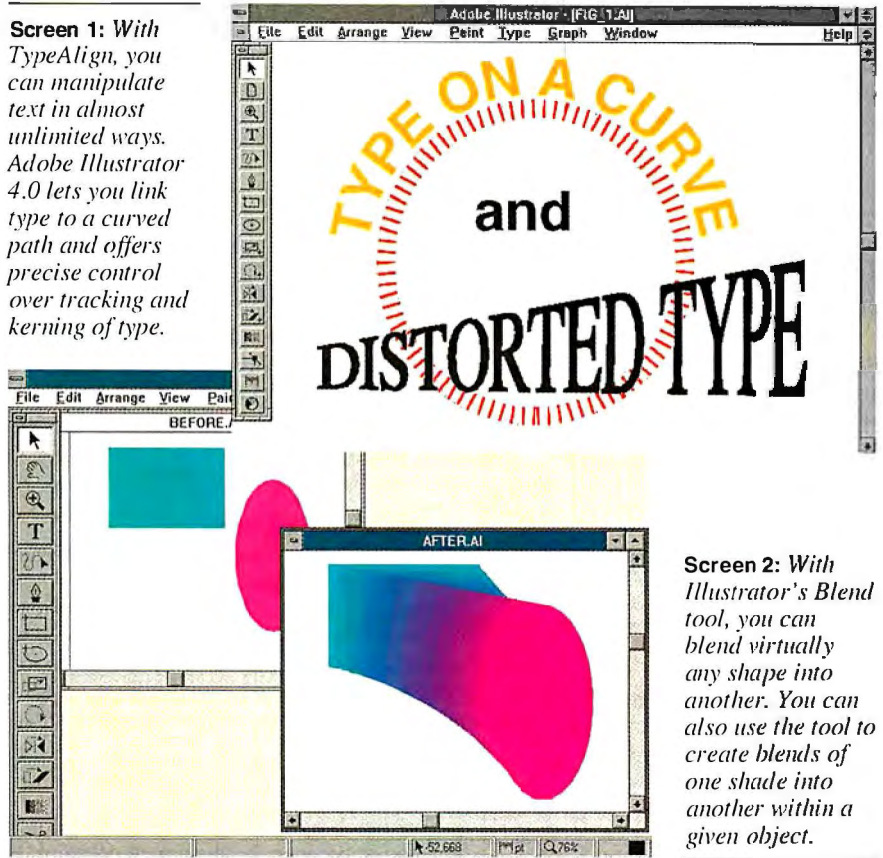 Screen 1: With
TypeAlign, you
can manipulate
text in almost
unlimited ways.
Adobe Illustrator
4.0 lets you link
type to a curved
path and offers
precise control
over tracking and
kerning of type.
Adobe Illustrator - [FIG_1.AI]
File Edit Arrange View Paint Type Graph Window Help
T
TYPE ON A CURVE
and
DISTORTED TYPE
File Edit Arrange View
BEFORE.
T
AFTER.AI
-52,668 pt 76%
Screen 2: With
Illustrator's Blend
tool, you can
blend virtually
any shape into
another. You can
also use the tool to
create blends of
one shade into
another within a
given object.